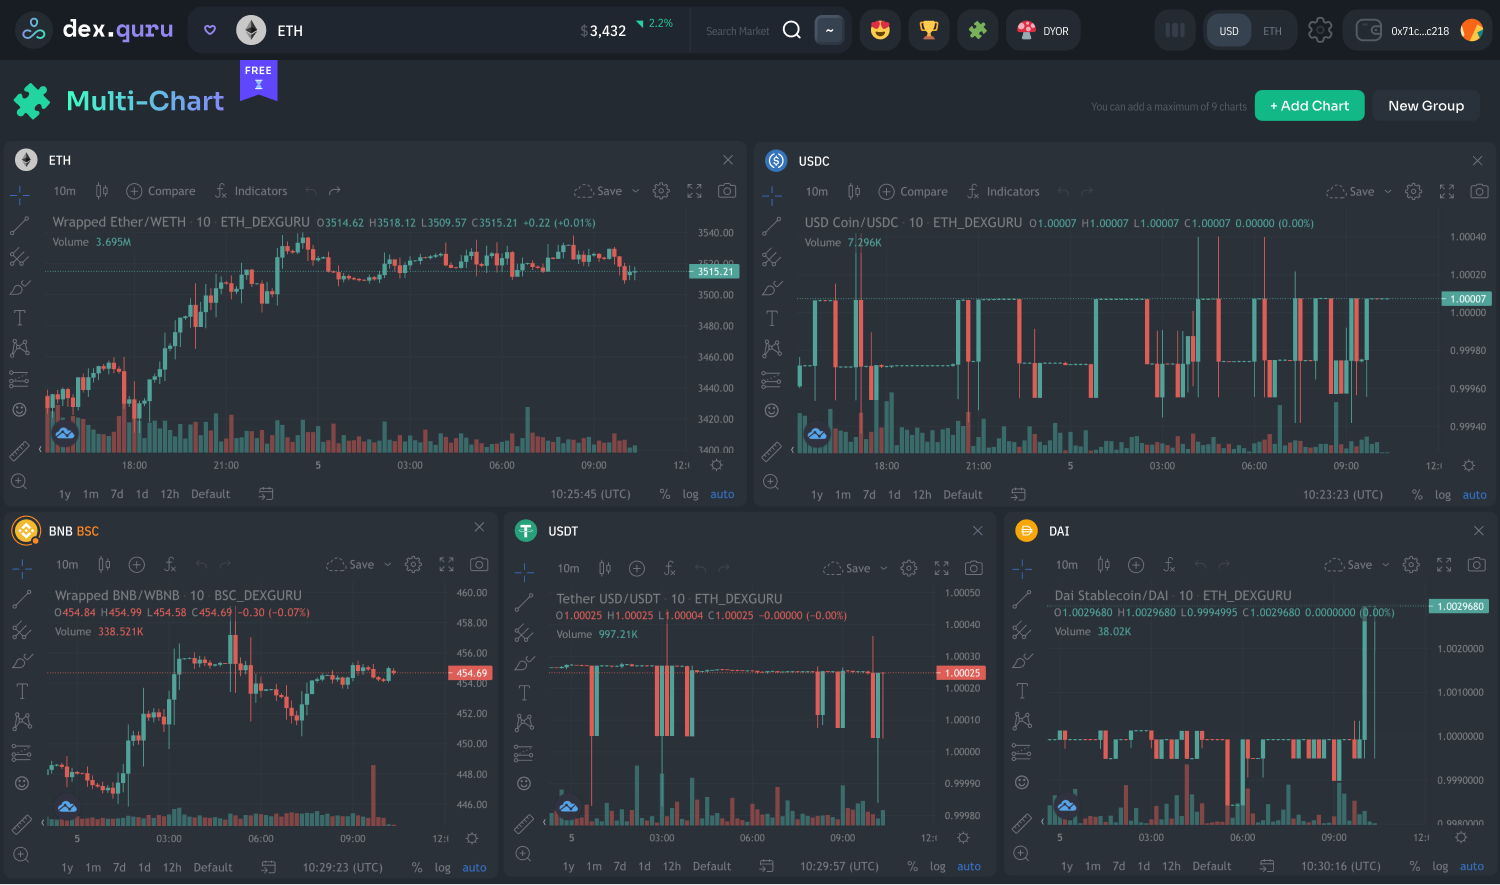 dex.guru
ETH
$3,432 2.2%
Search Market
~
DYOR
USD ETH
0x71c...c218
FREE
Multi-Chart
You can add a maximum of 9 charts
+ Add Chart
New Group
ETH
10m Compare Indicators Save
Wrapped Ether/WETH · 10 · ETH_DEXGURU O3514.62 H3518.12 L3509.57 C3515.21 +0.22 (+0.01%)
Volume 3.695M
3540.00
3515.21
3500.00
3480.00
3460.00
3440.00
3420.00
3400.00
18:00 21:00 5 03:00 06:00 09:00 12:
1y 1m 7d 1d 12h Default 10:25:45 (UTC) % log auto
USDC
10m Compare Indicators Save
USD Coin/USDC · 10 · ETH_DEXGURU O1.00007 H1.00007 L1.00007 C1.00007 0.00000 (0.00%)
Volume 7.296K
1.00040
1.00020
1.00007
1.00000
0.99980
0.99960
0.99940
18:00 21:00 5 03:00 06:00 09:00 12:
1y 1m 7d 1d 12h Default 10:23:23 (UTC) % log auto
BNB BSC
10m Save
Wrapped BNB/WBNB · 10 · BSC_DEXGURU
O454.84 H454.99 L454.58 C454.69 -0.30 (-0.07%)
Volume 338.521K
460.00
458.00
456.00
454.69
454.00
452.00
450.00
448.00
446.00
5 03:00 06:00 09:00 12:
1y 1m 7d 1d 12h Default 10:29:23 (UTC) % log auto
USDT
10m Save
Tether USD/USDT · 10 · ETH_DEXGURU
O1.00025 H1.00025 L1.00004 C1.00025 -0.00000 (-0.00%)
Volume 997.21K
1.00050
1.00040
1.00030
1.00025
1.00020
1.00010
1.00000
0.99990
0.99980
5 03:00 06:00 09:00 12:
1y 1m 7d 1d 12h Default 10:29:57 (UTC) % log auto
DAI
10m Save
Dai Stablecoin/DAI · 10 · ETH_DEXGURU
O1.0029680 H1.0029680 L0.9994995 C1.0029680 0.0000000 (0.00%)
Volume 38.02K
1.0029680
1.0020000
1.0010000
1.0000000
0.9990000
0.9980000
5 03:00 06:00 09:00 12:
1y 1m 7d 1d 12h Default 10:30:16 (UTC) % log auto